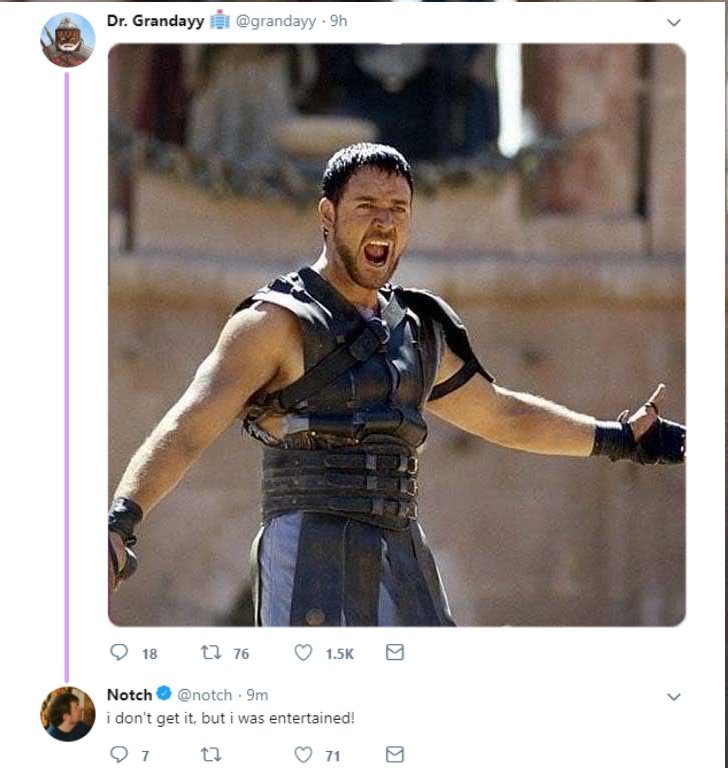 Dr. Grandayy 🏥 @grandayy · 9h
18 76 1.5K
Notch @notch · 9m
i don't get it, but i was entertained!
7 71